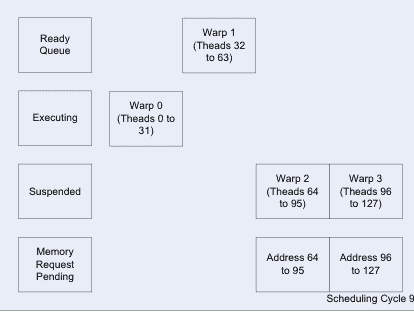 Ready
Queue
Warp 1
(Theads 32
to 63)
Executing
Warp 0
(Theads 0 to
31)
Suspended
Warp 2
(Theads 64
to 95)
Warp 3
(Theads 96
to 127)
Memory
Request
Pending
Address 64
to 95
Address 96
to 127
Scheduling Cycle 9